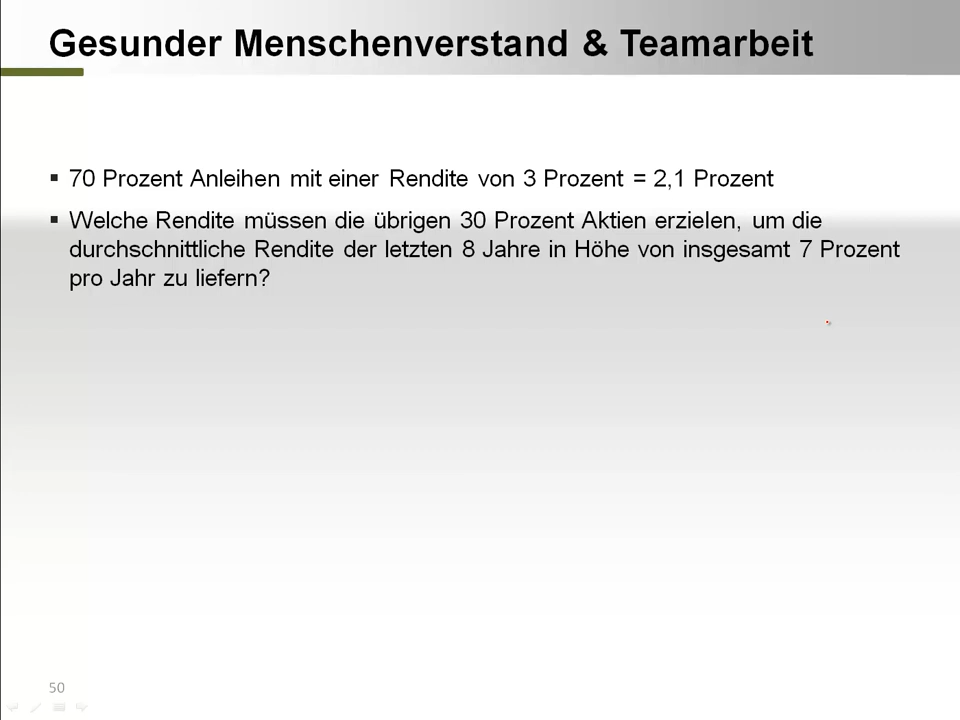 Gesunder Menschenverstand & Teamarbeit
▪ 70 Prozent Anleihen mit einer Rendite von 3 Prozent = 2,1 Prozent
▪ Welche Rendite müssen die übrigen 30 Prozent Aktien erzielen, um die
durchschnittliche Rendite der letzten 8 Jahre in Höhe von insgesamt 7 Prozent
pro Jahr zu liefern?
50